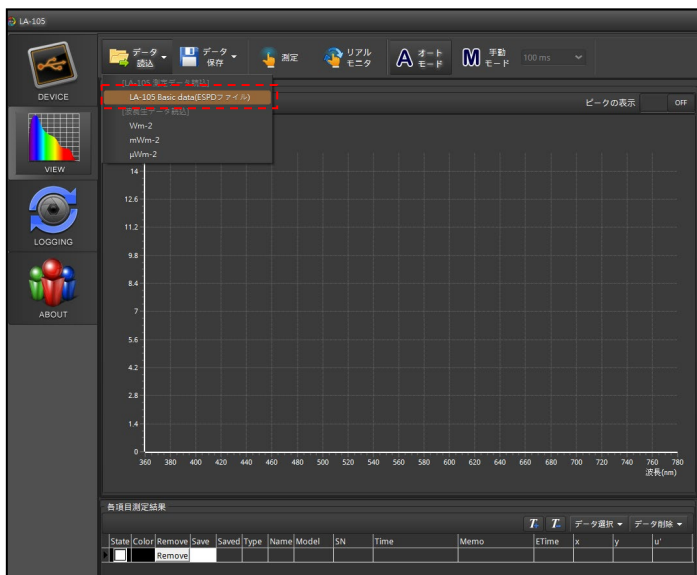 LA-105
データ
読込
データ
保存
測定
リアル
モニタ
A オート
モード
M 手動
モード
100 ms
DEVICE
[LA-105 測定データ読込]
LA-105 Basic data(ESPDファイル)
Wm-2
mWm-2
μWm-2
ピークの表示
OFF
VIEW
LOGGING
ABOUT
14
12.6
11.2
9.8
8.4
7
5.6
4.2
2.8
1.4
0
360 380 400 420 440 460 480 500 520 540 560 580 600 620 640 660 680 700 720 740 760 780
波長(nm)
各項目測定結果
T+ T- データ選択 データ削除
State Color Remove Save Saved Type Name Model SN Time Memo ETime x y u'
Remove